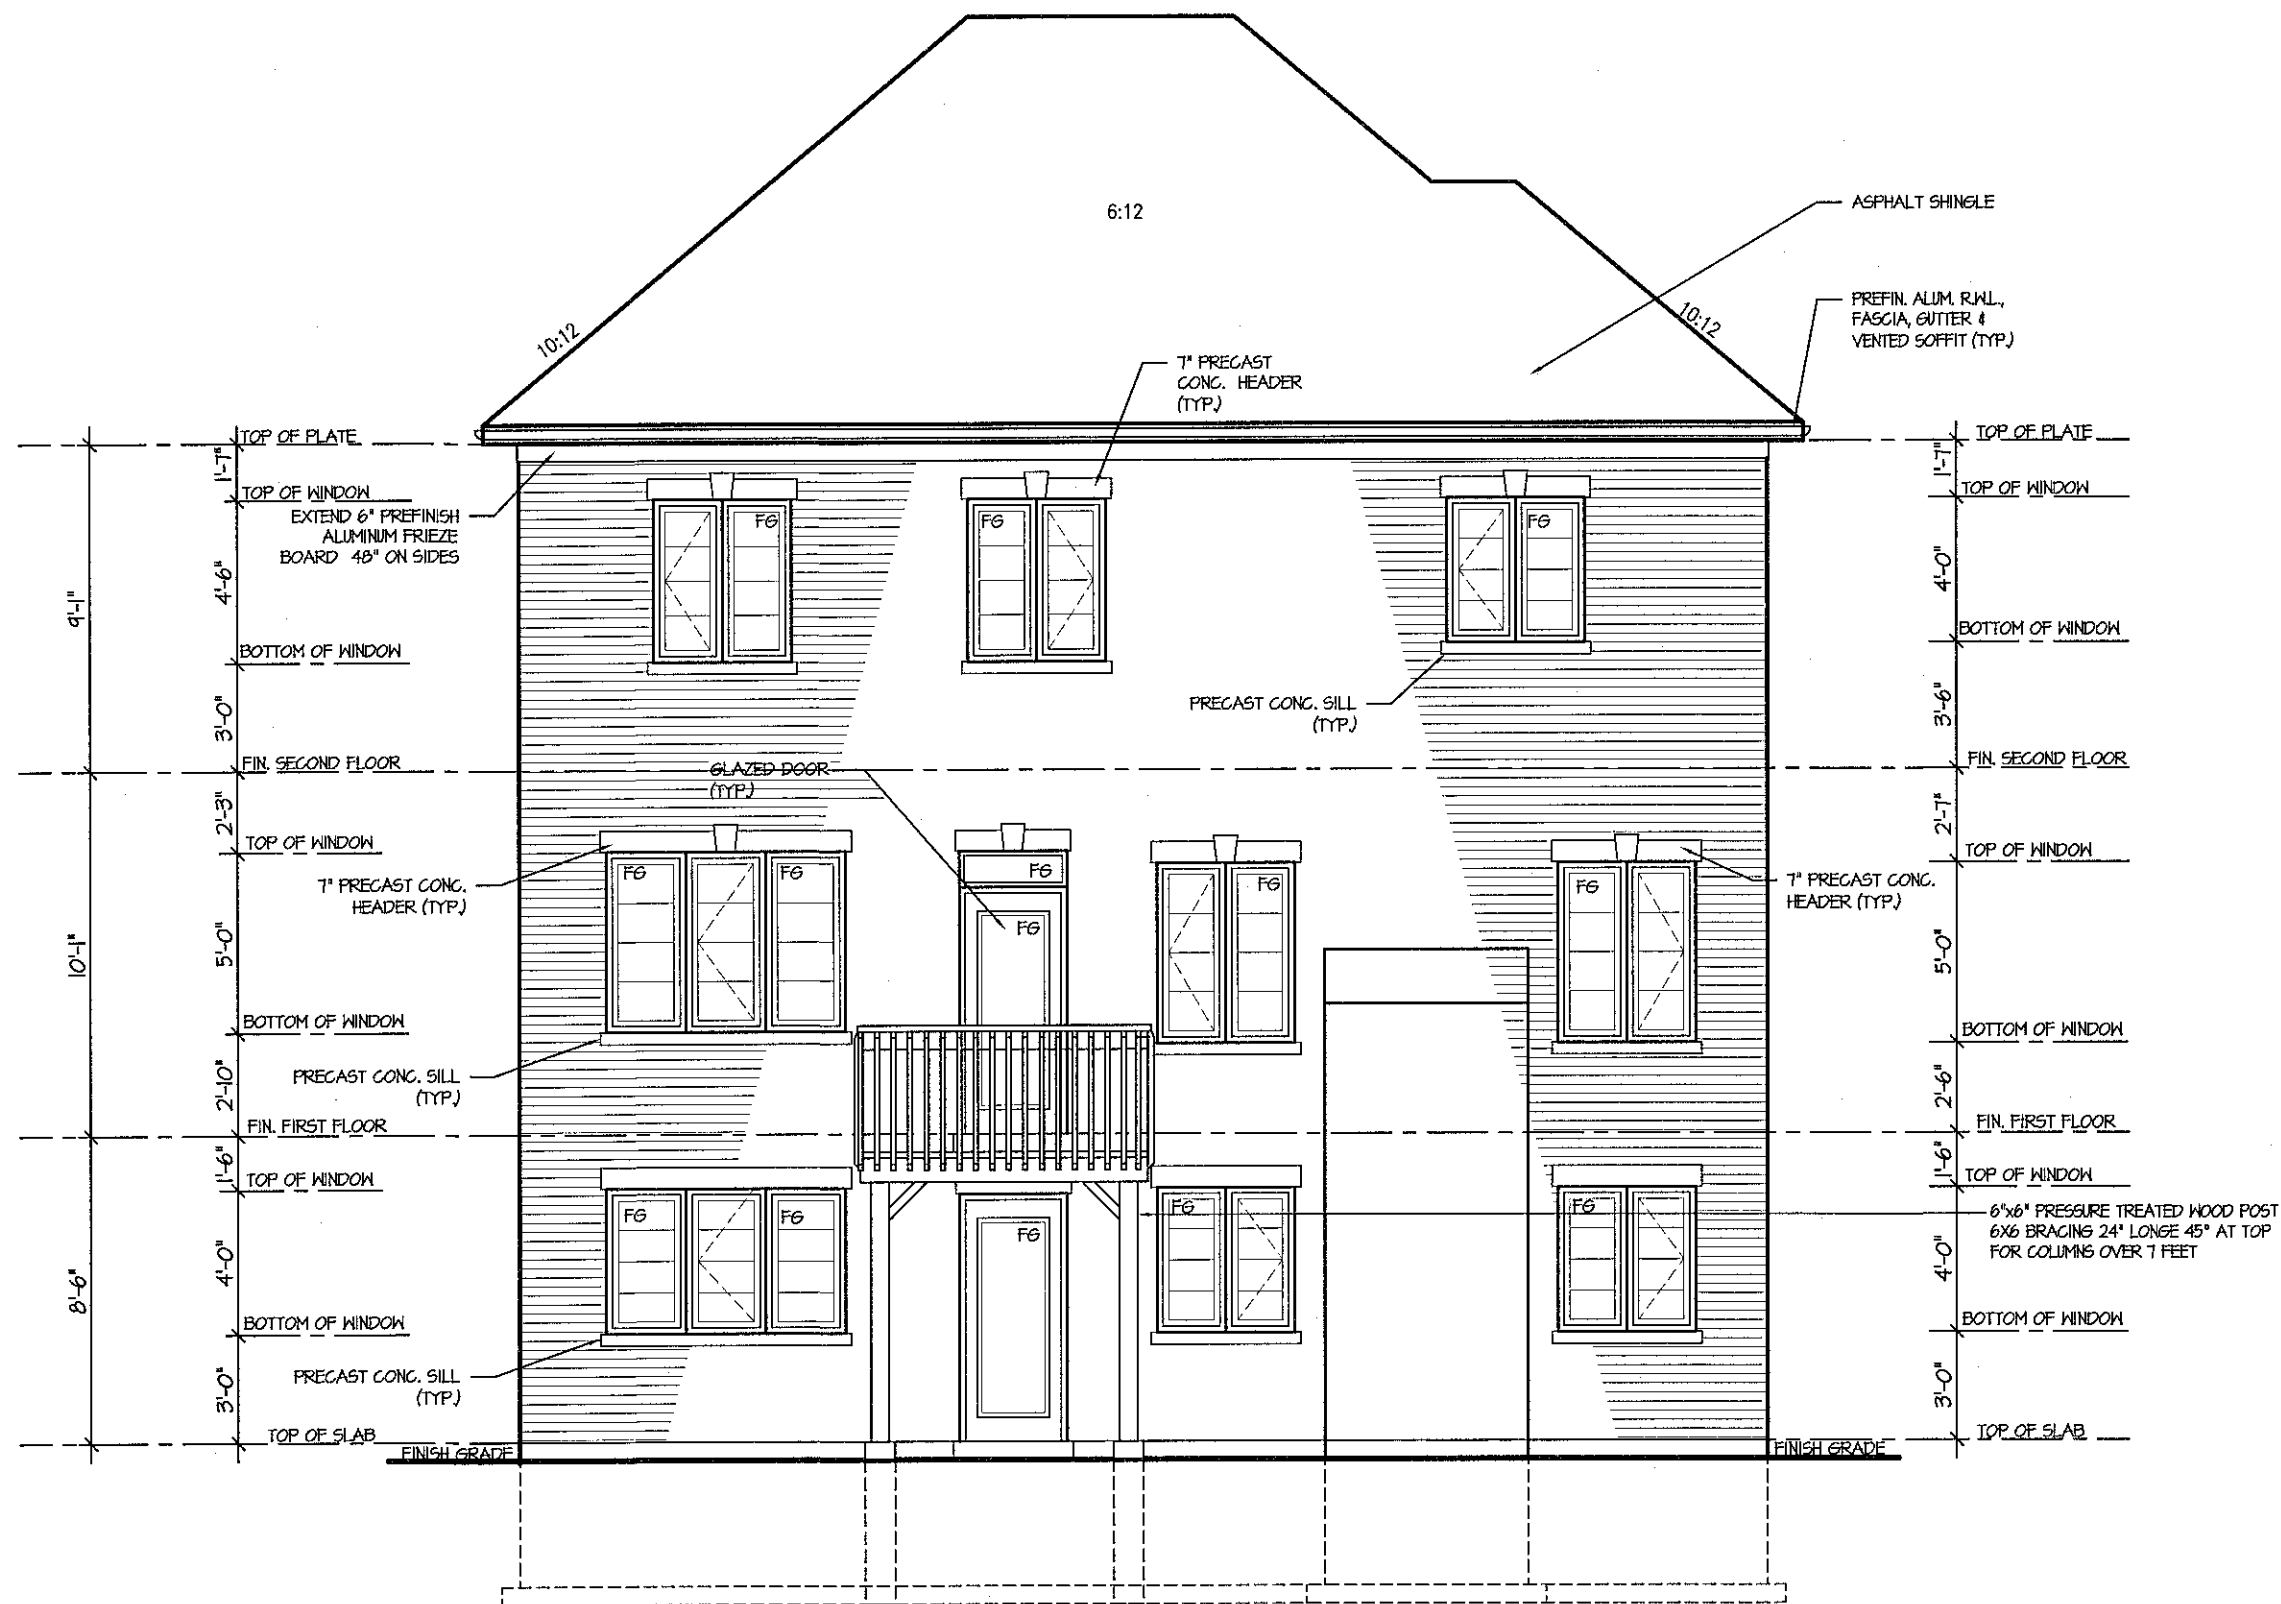 6:12
10:12
10:12
ASPHALT SHINGLE
PREFIN. ALUM. R.W.L.,
FASCIA, GUTTER &
VENTED SOFFIT (TYP.)
7" PRECAST
CONC. HEADER
(TYP.)
TOP OF PLATE
1'-7"
TOP OF WINDOW
EXTEND 6" PREFINISH
ALUMINUM FRIEZE
BOARD 48" ON SIDES
4'-6"
9'-1"
BOTTOM OF WINDOW
3'-0"
FIN. SECOND FLOOR
2'-3"
TOP OF WINDOW
7" PRECAST CONC.
HEADER (TYP.)
5'-0"
10'-1"
BOTTOM OF WINDOW
PRECAST CONC. SILL
(TYP.)
2'-10"
FIN. FIRST FLOOR
1'-6"
TOP OF WINDOW
4'-0"
8'-6"
BOTTOM OF WINDOW
PRECAST CONC. SILL
(TYP.)
3'-0"
TOP OF SLAB
FINISH GRADE
FG
FG
FG
PRECAST CONC. SILL
(TYP.)
GLAZED DOOR
(TYP.)
FG
FG
FG
FG
FG
FG
FG
FG
FG
FG
FG
TOP OF PLATE
1'-7"
TOP OF WINDOW
4'-0"
BOTTOM OF WINDOW
3'-6"
FIN. SECOND FLOOR
2'-7"
TOP OF WINDOW
7" PRECAST CONC.
HEADER (TYP.)
5'-0"
BOTTOM OF WINDOW
2'-6"
FIN. FIRST FLOOR
1'-6"
TOP OF WINDOW
6"x6" PRESSURE TREATED WOOD POST
6X6 BRACING 24" LONGE 45° AT TOP
FOR COLUMNS OVER 7 FEET
4'-0"
BOTTOM OF WINDOW
3'-0"
TOP OF SLAB
FINISH GRADE